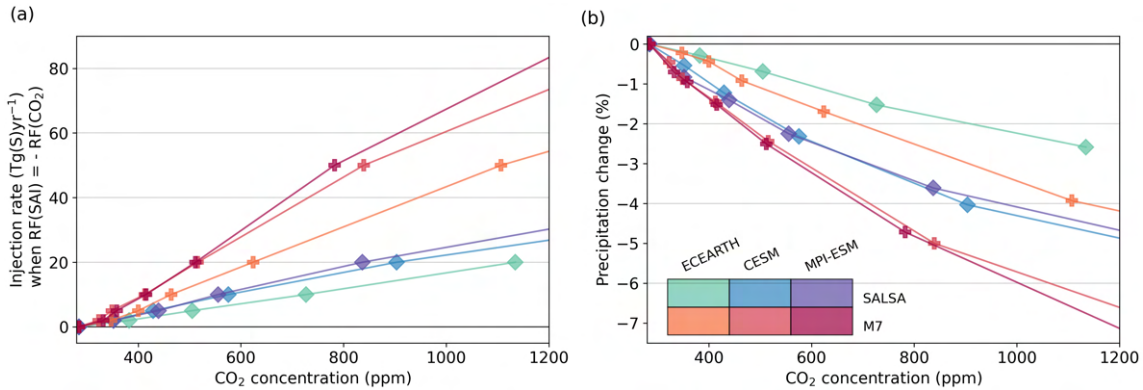 (a)
Injection rate (Tg(S)yr⁻¹)
when RF(SAI) = - RF(CO₂)
80
60
40
20
0
400 600 800 1000 1200
CO₂ concentration (ppm)
(b)
Precipitation change (%)
0
−1
−2
−3
−4
−5
−6
−7
ECEARTH CESM MPI-ESM
SALSA
M7
400 600 800 1000 1200
CO₂ concentration (ppm)